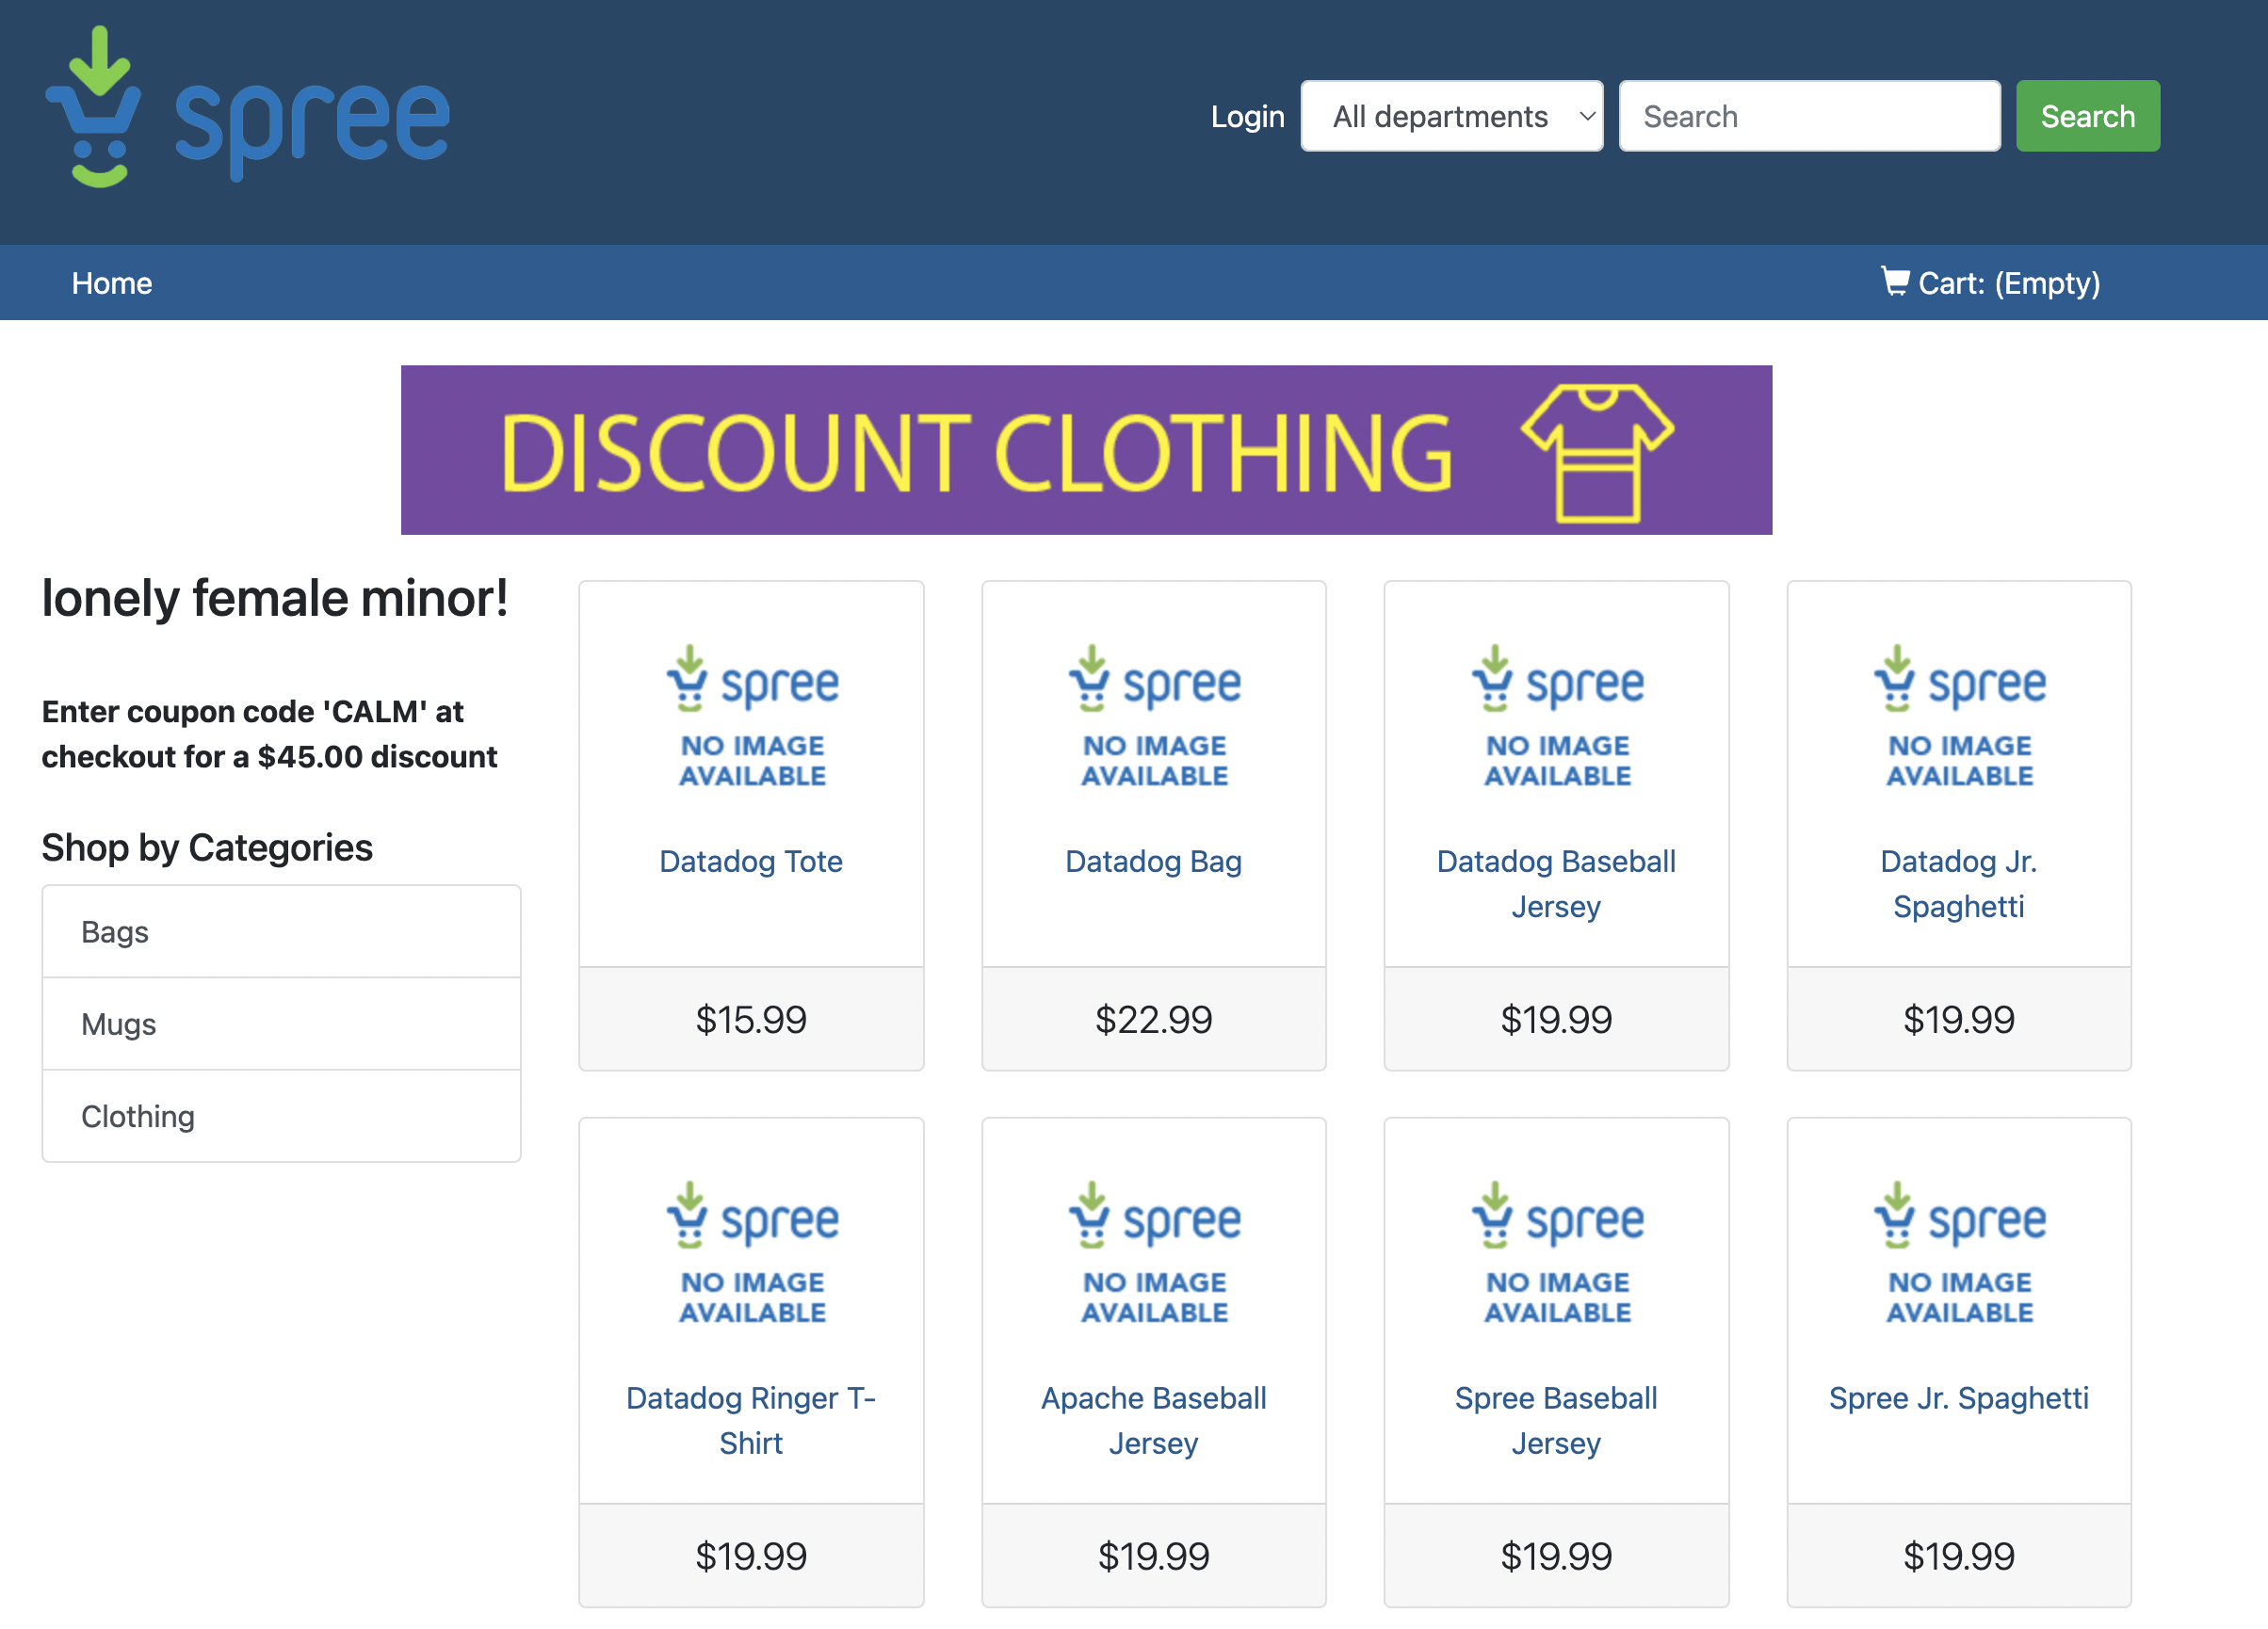 spree
Login
All departments
Search
Search
Home
Cart: (Empty)
DISCOUNT CLOTHING
lonely female minor!
Enter coupon code 'CALM' at
checkout for a $45.00 discount
Shop by Categories
Bags
Mugs
Clothing
spree
NO IMAGE
AVAILABLE
Datadog Tote
$15.99
spree
NO IMAGE
AVAILABLE
Datadog Bag
$22.99
spree
NO IMAGE
AVAILABLE
Datadog Baseball
Jersey
$19.99
spree
NO IMAGE
AVAILABLE
Datadog Jr.
Spaghetti
$19.99
spree
NO IMAGE
AVAILABLE
Datadog Ringer T-
Shirt
$19.99
spree
NO IMAGE
AVAILABLE
Apache Baseball
Jersey
$19.99
spree
NO IMAGE
AVAILABLE
Spree Baseball
Jersey
$19.99
spree
NO IMAGE
AVAILABLE
Spree Jr. Spaghetti
$19.99